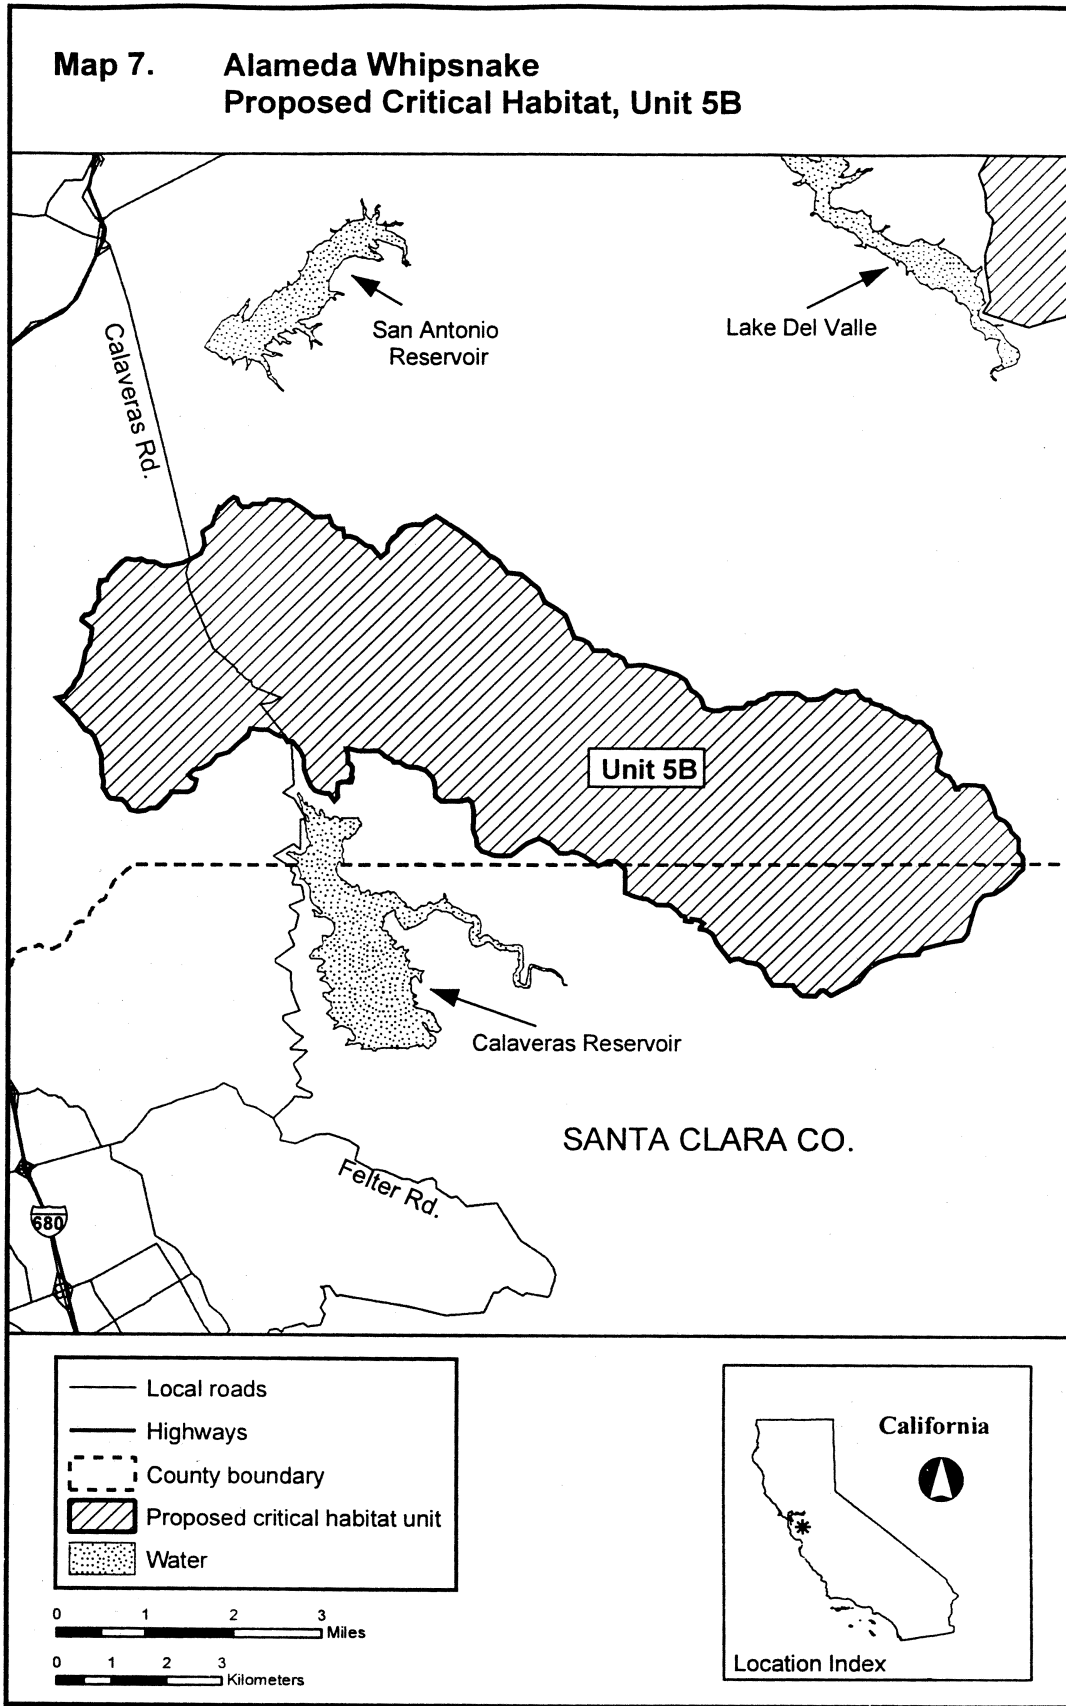 Map 7. Alameda Whipsnake
Proposed Critical Habitat, Unit 5B
San Antonio
Reservoir
Lake Del Valle
Calaveras Rd.
Unit 5B
Calaveras Reservoir
SANTA CLARA CO.
Felter Rd.
680
Local roads
Highways
County boundary
Proposed critical habitat unit
Water
0 1 2 3
Miles
0 1 2 3
Kilometers
California
Location Index